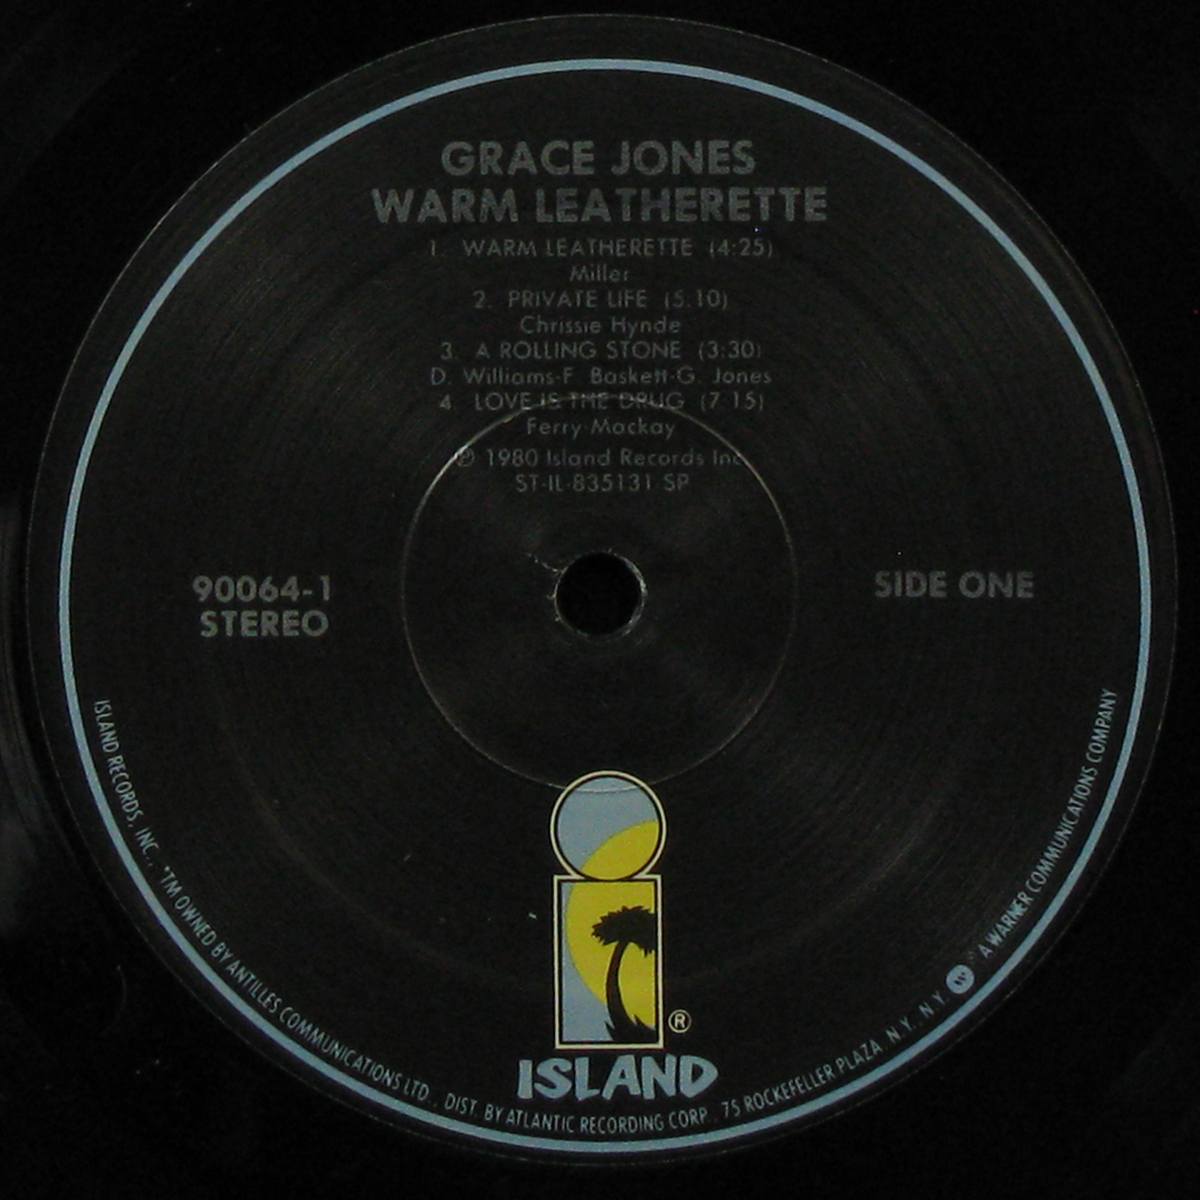 GRACE JONES
WARM LEATHERETTE
1. WARM LEATHERETTE (4:25)
Miller
2. PRIVATE LIFE (5.10)
Chrissie Hynde
3. A ROLLING STONE (3:30)
D. Williams-F. Baskett-G. Jones
4. LOVE IS THE DRUG (7 15)
Ferry-Mackay
℗ 1980 Island Records Inc
ST-IL-835131 SP
90064-1
STEREO
SIDE ONE
®
ISLAND
ISLAND RECORDS, INC., *TM OWNED BY ANTILLES COMMUNICATIONS LTD., DIST. BY ATLANTIC RECORDING CORP., 75 ROCKEFELLER PLAZA, N.Y., N.Y. A WARNER COMMUNICATIONS COMPANY